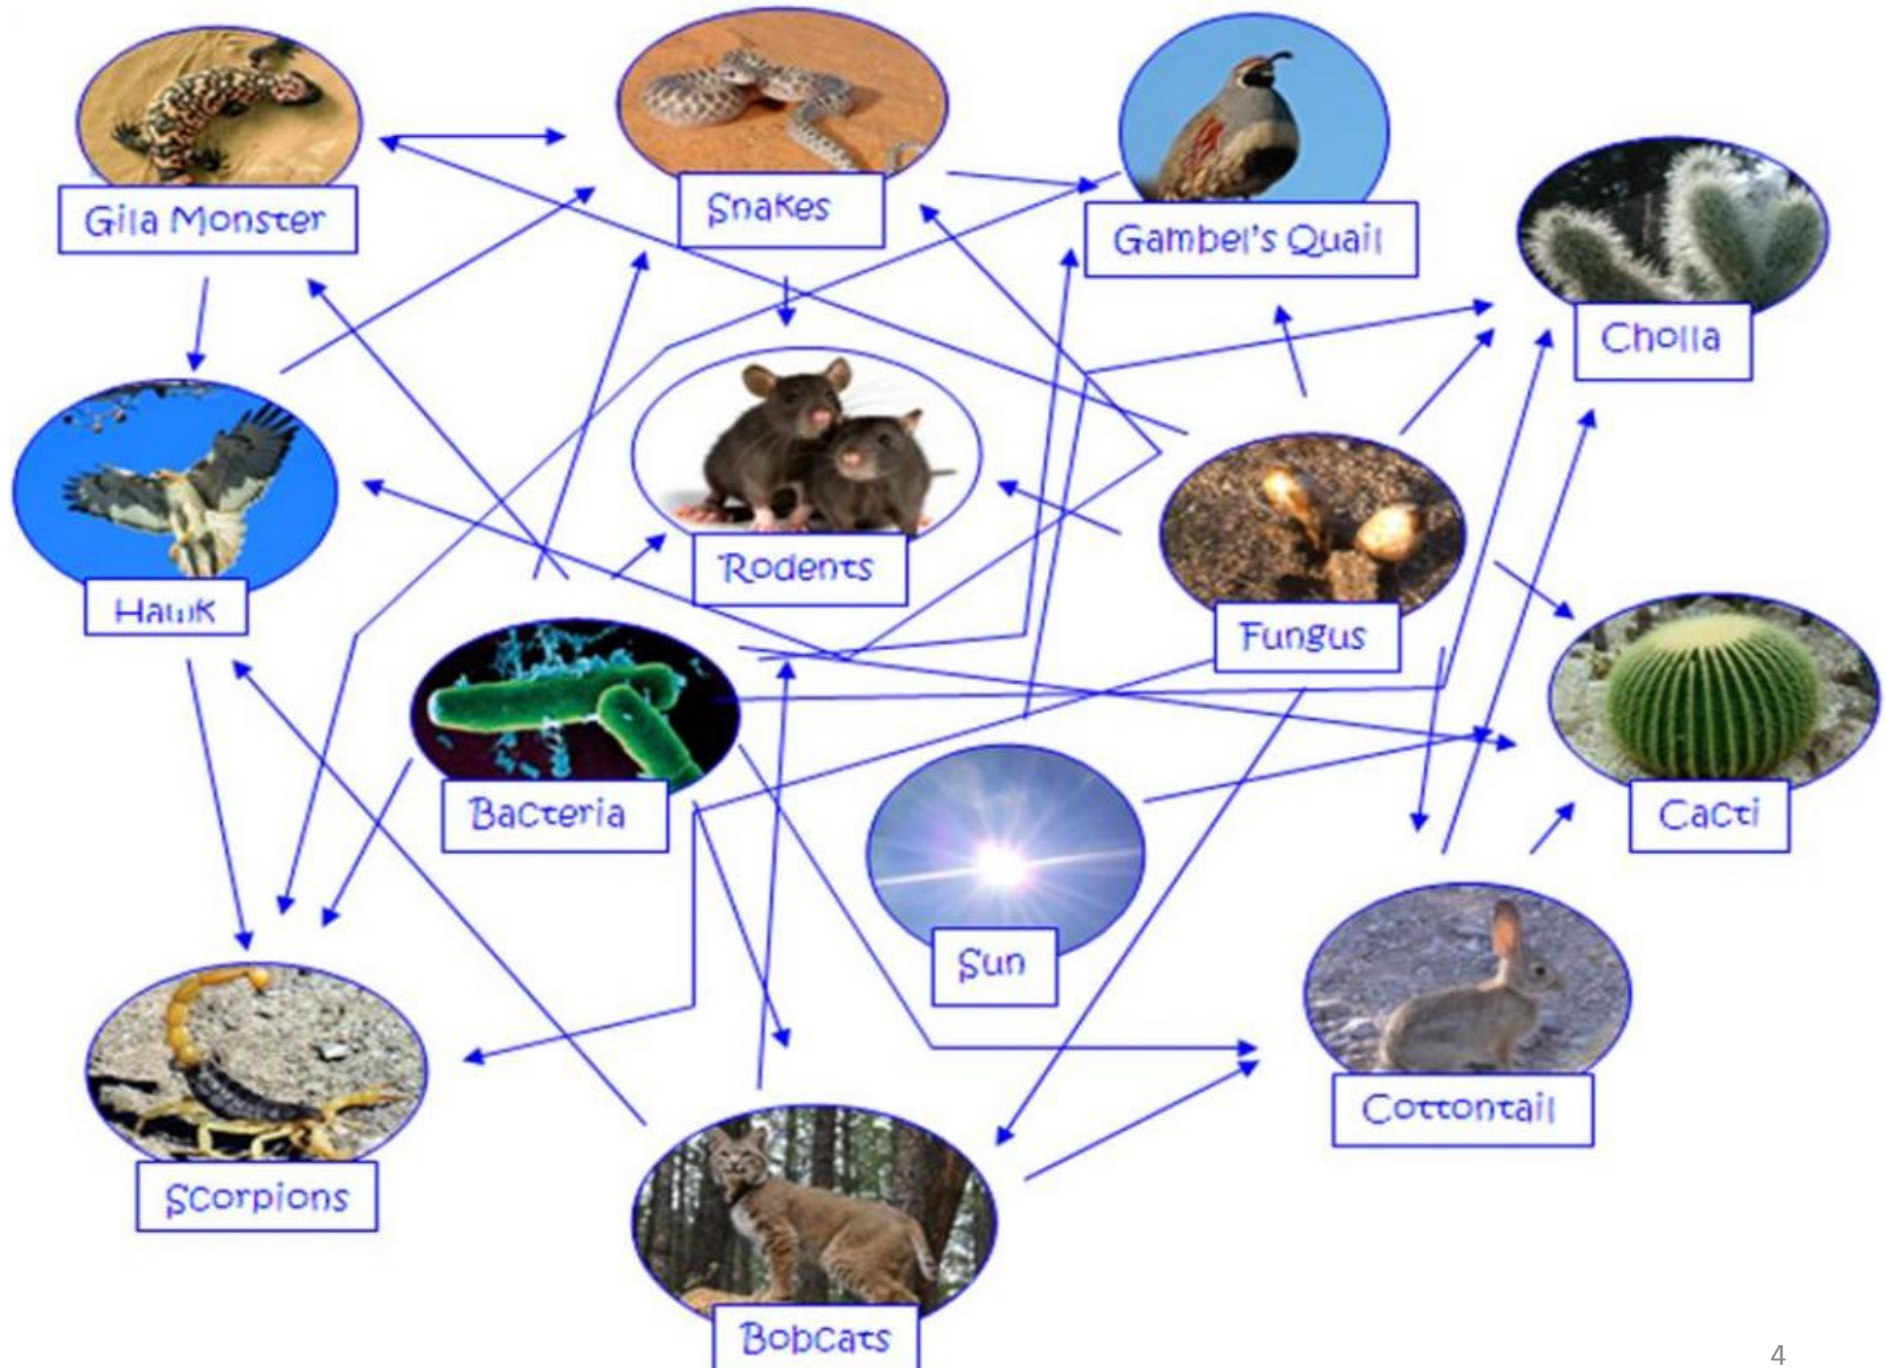 Gila Monster
Snakes
Gambel's Quail
Cholla
Hawk
Rodents
Fungus
Bacteria
Cacti
Sun
Cottontail
Scorpions
Bobcats
4